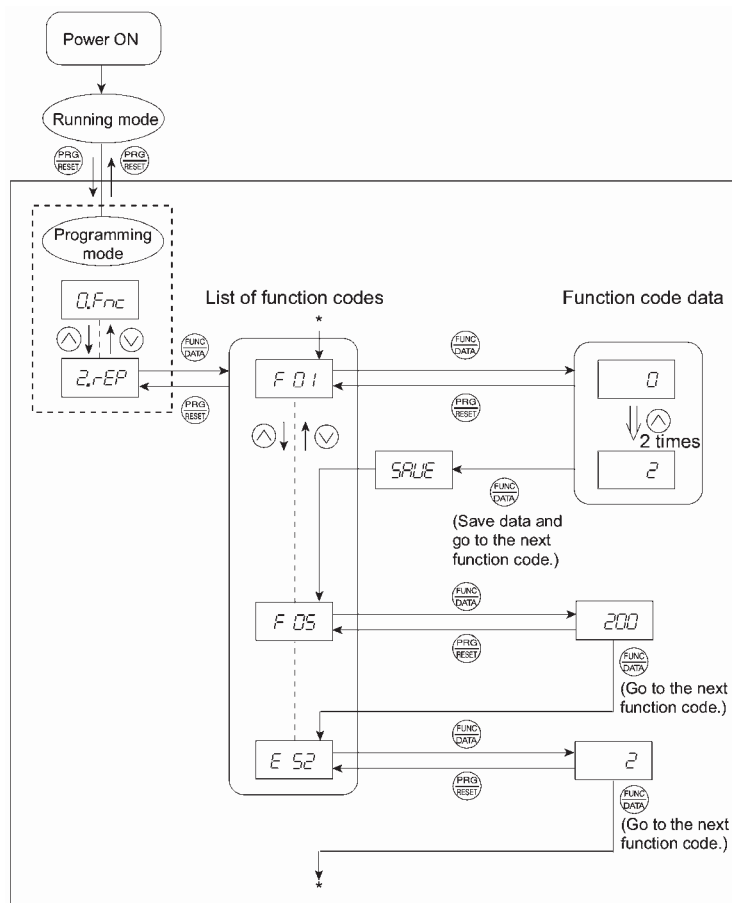 Power ON
Running mode
PRG
RESET
PRG
RESET
Programming
mode
0.Fnc
2.rEP
FUNC
DATA
PRG
RESET
List of function codes
*
F 01
FUNC
DATA
PRG
RESET
Function code data
0
2 times
2
SAUE
FUNC
DATA
(Save data and
go to the next
function code.)
F 05
FUNC
DATA
PRG
RESET
200
FUNC
DATA
(Go to the next
function code.)
E 52
FUNC
DATA
PRG
RESET
2
FUNC
DATA
(Go to the next
function code.)
*